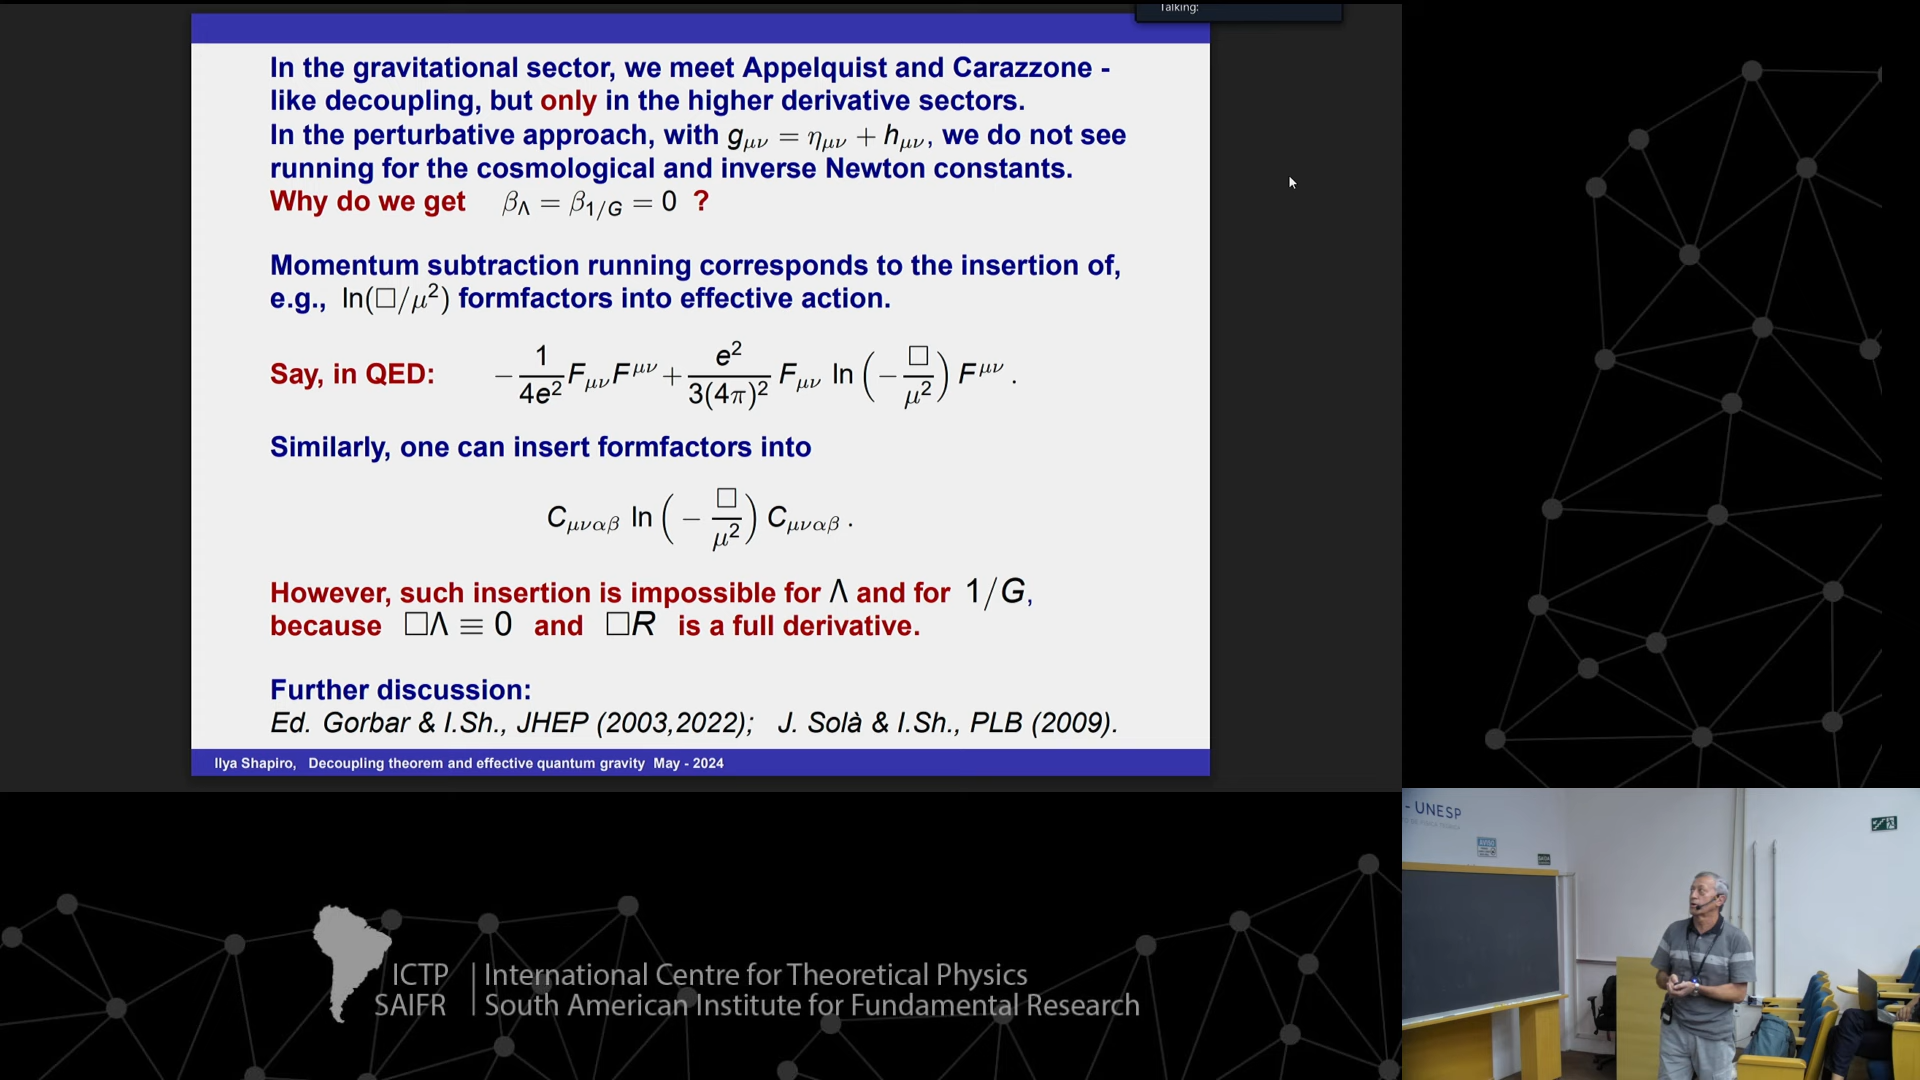 Talking:
In the gravitational sector, we meet Appelquist and Carazzone -
like decoupling, but only in the higher derivative sectors.
In the perturbative approach, with g_{μν} = η_{μν} + h_{μν}, we do not see
running for the cosmological and inverse Newton constants.
Why do we get β_Λ = β_{1/G} = 0 ?
Momentum subtraction running corresponds to the insertion of,
e.g., ln(□/μ²) formfactors into effective action.
Say, in QED: − 1/4e² F_{μν}F^{μν} + e²/3(4π)² F_{μν} ln(−□/μ²) F^{μν} .
Similarly, one can insert formfactors into
C_{μναβ} ln(−□/μ²) C_{μναβ} .
However, such insertion is impossible for Λ and for 1/G,
because □Λ ≡ 0 and □R is a full derivative.
Further discussion:
Ed. Gorbar & I.Sh., JHEP (2003,2022); J. Solà & I.Sh., PLB (2009).
Ilya Shapiro, Decoupling theorem and effective quantum gravity May - 2024
- UNESP
ICTP | International Centre for Theoretical Physics
SAIFR | South American Institute for Fundamental Research